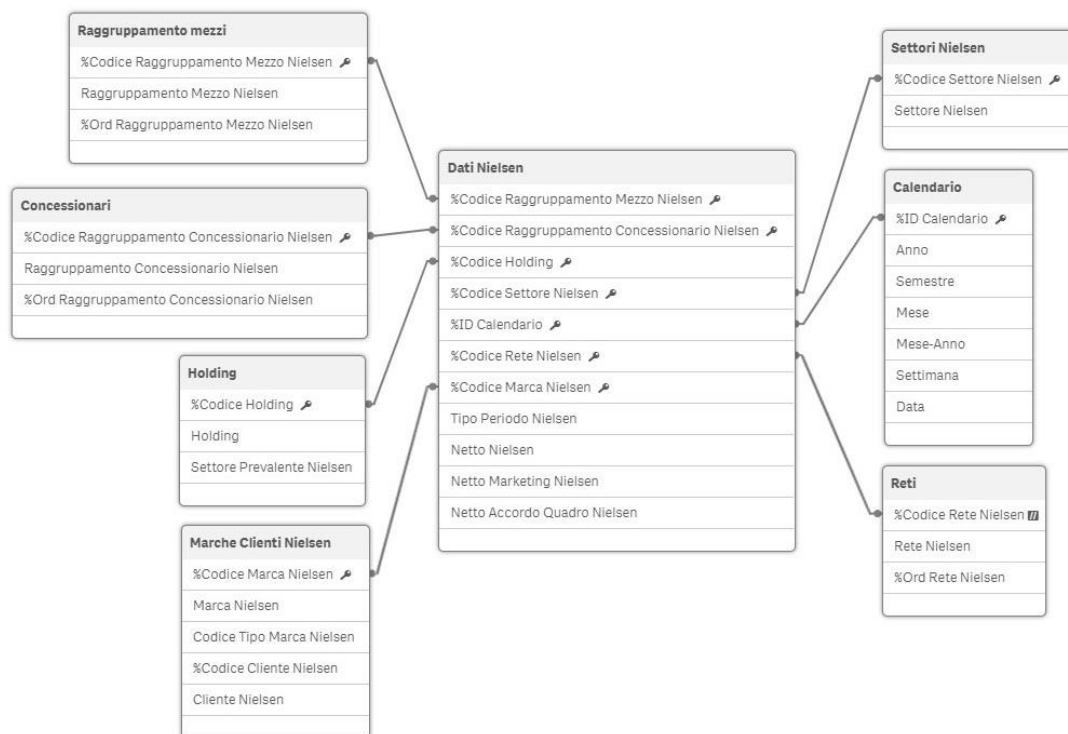 Raggruppamento mezzi
%Codice Raggruppamento Mezzo Nielsen
Raggruppamento Mezzo Nielsen
%Ord Raggruppamento Mezzo Nielsen
Concessionari
%Codice Raggruppamento Concessionario Nielsen
Raggruppamento Concessionario Nielsen
%Ord Raggruppamento Concessionario Nielsen
Holding
%Codice Holding
Holding
Settore Prevalente Nielsen
Marche Clienti Nielsen
%Codice Marca Nielsen
Marca Nielsen
Codice Tipo Marca Nielsen
%Codice Cliente Nielsen
Cliente Nielsen
Dati Nielsen
%Codice Raggruppamento Mezzo Nielsen
%Codice Raggruppamento Concessionario Nielsen
%Codice Holding
%Codice Settore Nielsen
%ID Calendario
%Codice Rete Nielsen
%Codice Marca Nielsen
Tipo Periodo Nielsen
Netto Nielsen
Netto Marketing Nielsen
Netto Accordo Quadro Nielsen
Settori Nielsen
%Codice Settore Nielsen
Settore Nielsen
Calendario
%ID Calendario
Anno
Semestre
Mese
Mese-Anno
Settimana
Data
Reti
%Codice Rete Nielsen
Rete Nielsen
%Ord Rete Nielsen